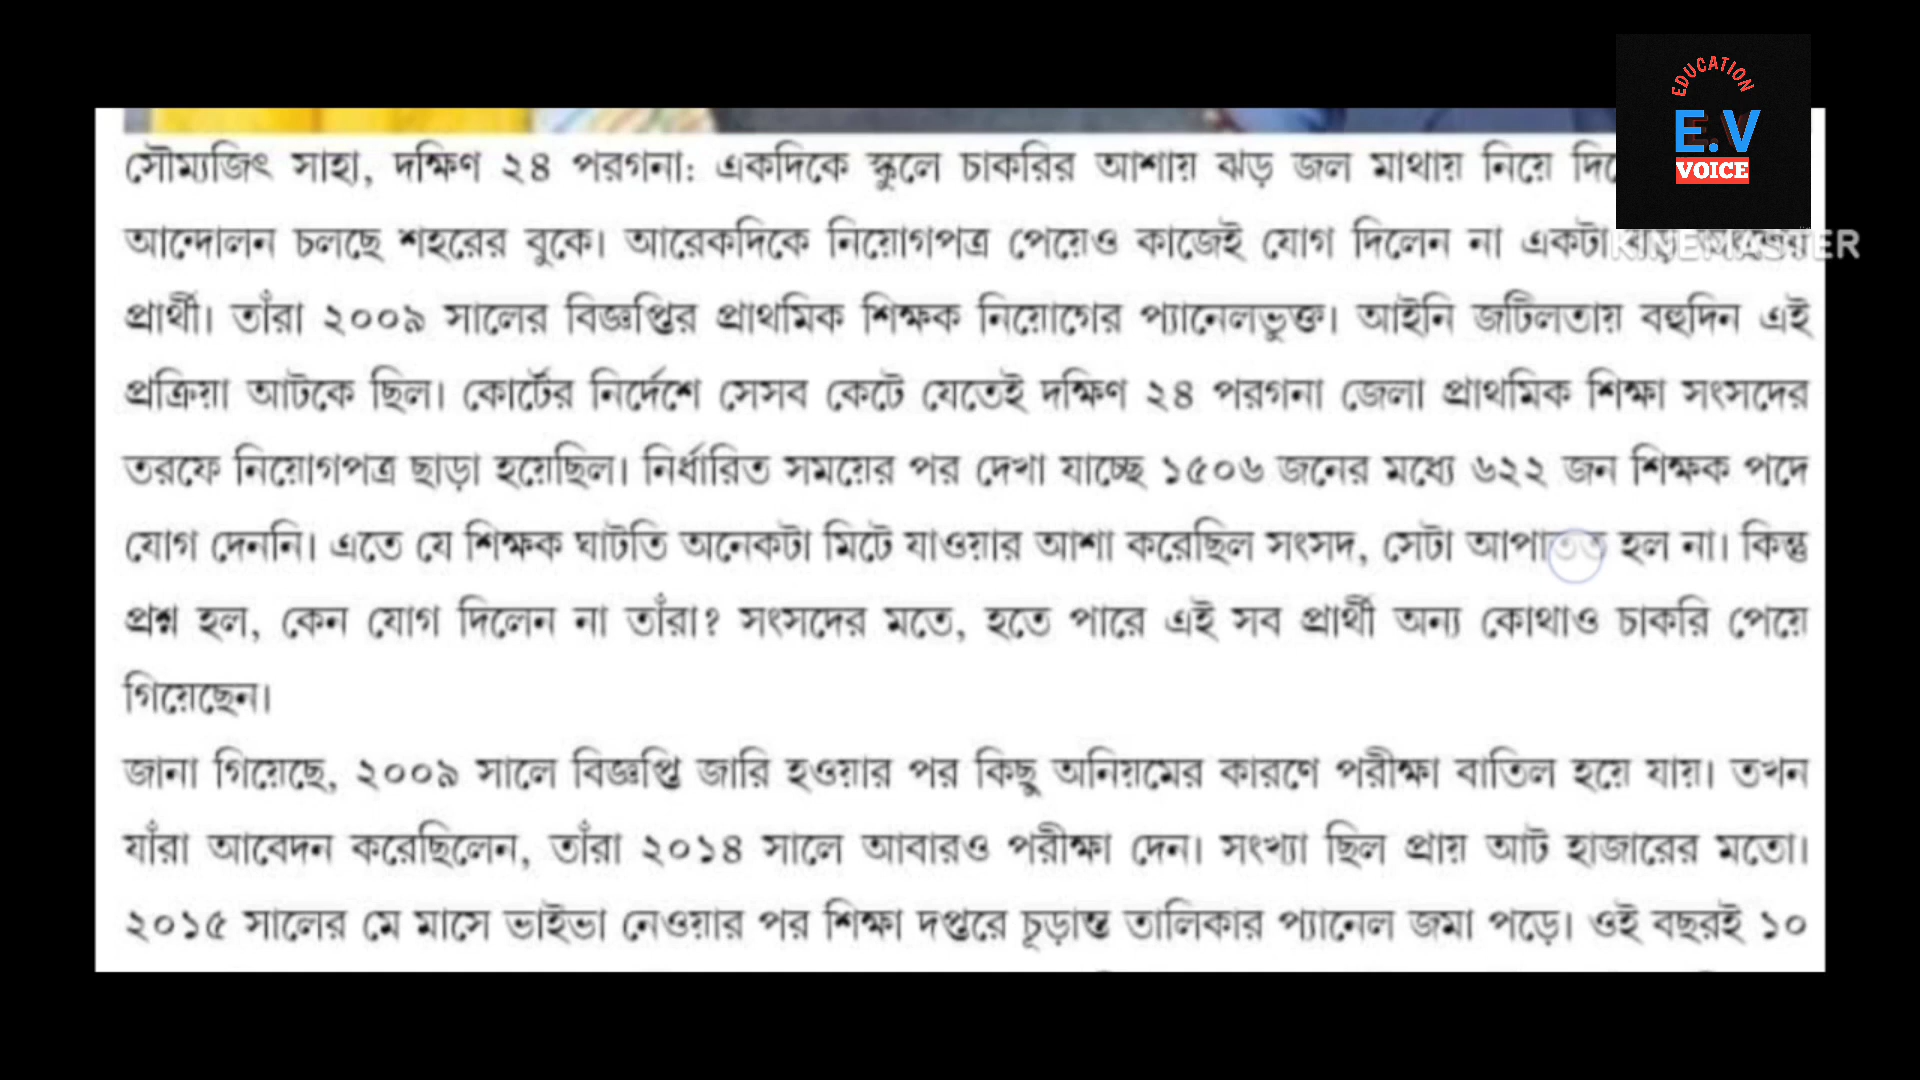 EDUCATION
E.V
VOICE
KINEMASTER
সৌম্যজিৎ সাহা, দক্ষিণ ২৪ পরগনা: একদিকে স্কুলে চাকরির আশায় ঝড় জল মাথায় নিয়ে
আন্দোলন চলছে শহরের বুকে। আরেকদিকে নিয়োগপত্র পেয়েও কাজেই যোগ দিলেন না একটা
প্রার্থী। তাঁরা ২০০৯ সালের বিজ্ঞপ্তির প্রাথমিক শিক্ষক নিয়োগের প্যানেলভুক্ত। আইনি জটিলতায় বহুদিন এই
প্রক্রিয়া আটকে ছিল। কোর্টের নির্দেশে সেসব কেটে যেতেই দক্ষিণ ২৪ পরগনা জেলা প্রাথমিক শিক্ষা সংসদের
তরফে নিয়োগপত্র ছাড়া হয়েছিল। নির্ধারিত সময়ের পর দেখা যাচ্ছে ১৫০৬ জনের মধ্যে ৬২২ জন শিক্ষক পদে
যোগ দেননি। এতে যে শিক্ষক ঘাটতি অনেকটা মিটে যাওয়ার আশা করেছিল সংসদ, সেটা আপাতত হল না। কিন্তু
প্রশ্ন হল, কেন যোগ দিলেন না তাঁরা? সংসদের মতে, হতে পারে এই সব প্রার্থী অন্য কোথাও চাকরি পেয়ে
গিয়েছেন।
জানা গিয়েছে, ২০০৯ সালে বিজ্ঞপ্তি জারি হওয়ার পর কিছু অনিয়মের কারণে পরীক্ষা বাতিল হয়ে যায়। তখন
যাঁরা আবেদন করেছিলেন, তাঁরা ২০১৪ সালে আবারও পরীক্ষা দেন। সংখ্যা ছিল প্রায় আট হাজারের মতো।
২০১৫ সালের মে মাসে ভাইভা নেওয়ার পর শিক্ষা দপ্তরে চূড়ান্ত তালিকার প্যানেল জমা পড়ে। ওই বছরই ১০